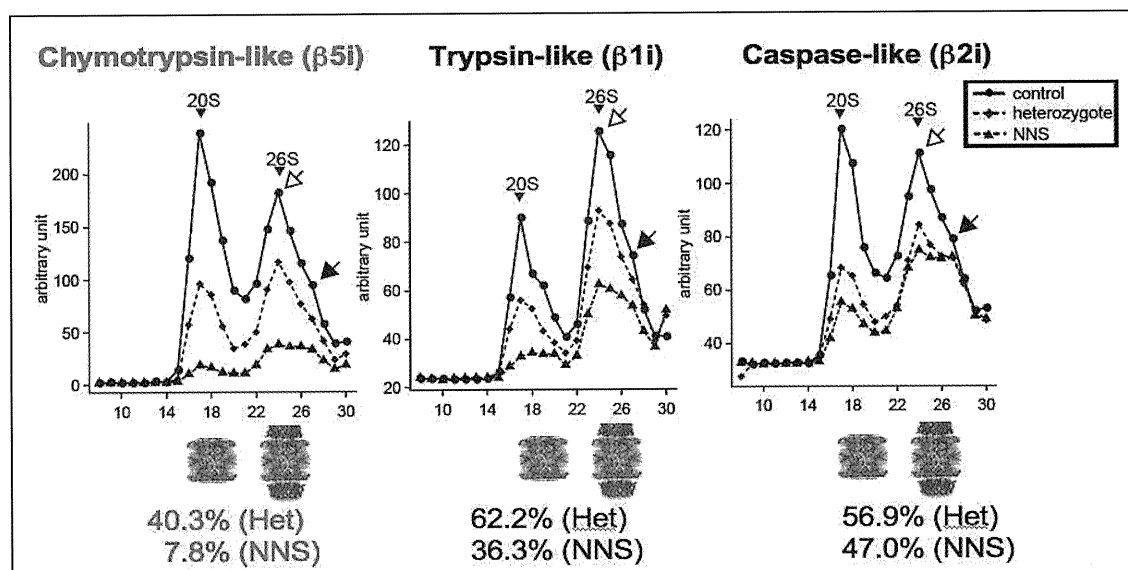 Chymotrypsin-like (β5i)
Trypsin-like (β1i)
Caspase-like (β2i)
control
heterozygote
NNS
20S
26S
arbitrary unit
200
150
100
50
0
10 14 18 22 26 30
20S
26S
arbitrary unit
120
100
80
60
40
20
10 14 18 22 26 30
20S
26S
arbitrary unit
120
100
80
60
40
10 14 18 22 26 30
40.3% (Het)
7.8% (NNS)
62.2% (Het)
36.3% (NNS)
56.9% (Het)
47.0% (NNS)